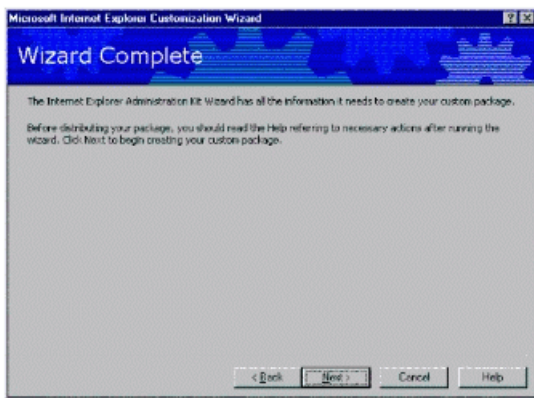 Microsoft Internet Explorer Customization Wizard
Wizard Complete
The Internet Explorer Administration Kit Wizard has all the information it needs to create your custom package.
Before distributing your package, you should read the Help referring to necessary actions after running the
wizard. Click Next to begin creating your custom package.
< Back Next > Cancel Help